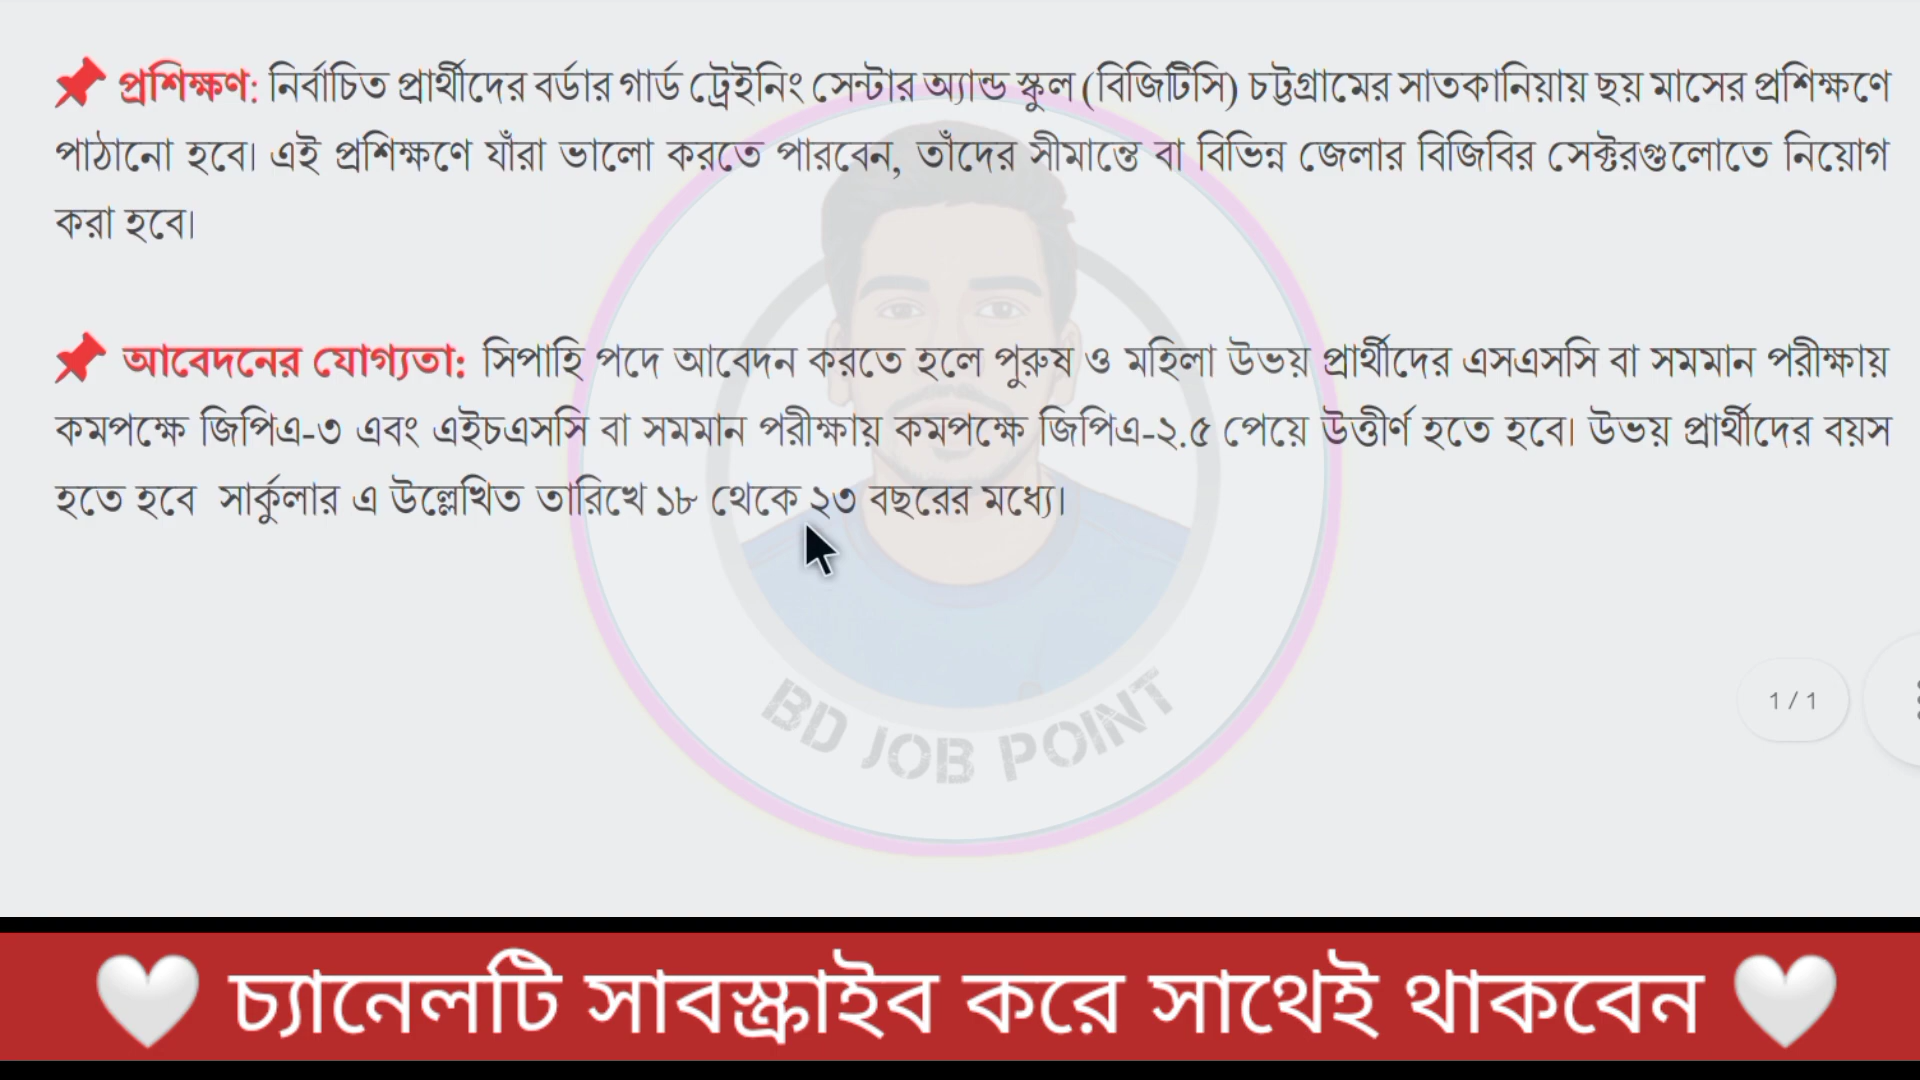 📌 প্রশিক্ষণ: নির্বাচিত প্রার্থীদের বর্ডার গার্ড ট্রেইনিং সেন্টার অ্যান্ড স্কুল (বিজিটিসি) চট্টগ্রামের সাতকানিয়ায় ছয় মাসের প্রশিক্ষণে
পাঠানো হবে। এই প্রশিক্ষণে যাঁরা ভালো করতে পারবেন, তাঁদের সীমান্তে বা বিভিন্ন জেলার বিজিবির সেক্টরগুলোতে নিয়োগ
করা হবে।
📌 আবেদনের যোগ্যতা: সিপাহি পদে আবেদন করতে হলে পুরুষ ও মহিলা উভয় প্রার্থীদের এসএসসি বা সমমান পরীক্ষায়
কমপক্ষে জিপিএ-৩ এবং এইচএসসি বা সমমান পরীক্ষায় কমপক্ষে জিপিএ-২.৫ পেয়ে উত্তীর্ণ হতে হবে। উভয় প্রার্থীদের বয়স
হতে হবে সার্কুলার এ উল্লেখিত তারিখে ১৮ থেকে ২৩ বছরের মধ্যে।
1 / 1
BD JOB POINT
🤍 চ্যানেলটি সাবস্ক্রাইব করে সাথেই থাকবেন 🤍